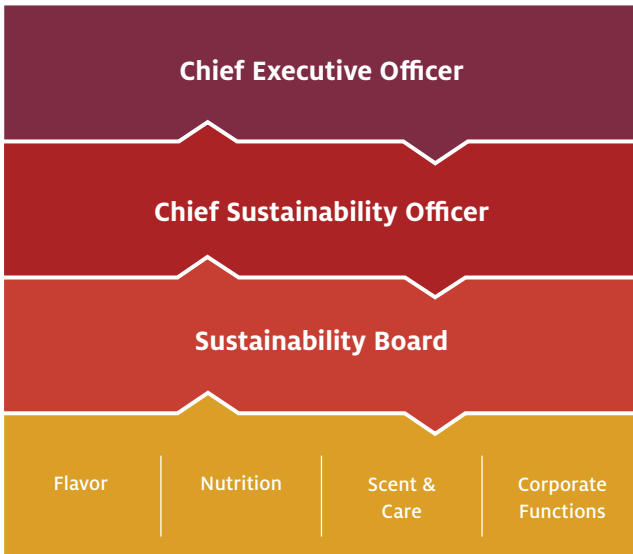 Chief Executive Officer
Chief Sustainability Officer
Sustainability Board
Flavor
Nutrition
Scent &
Care
Corporate
Functions